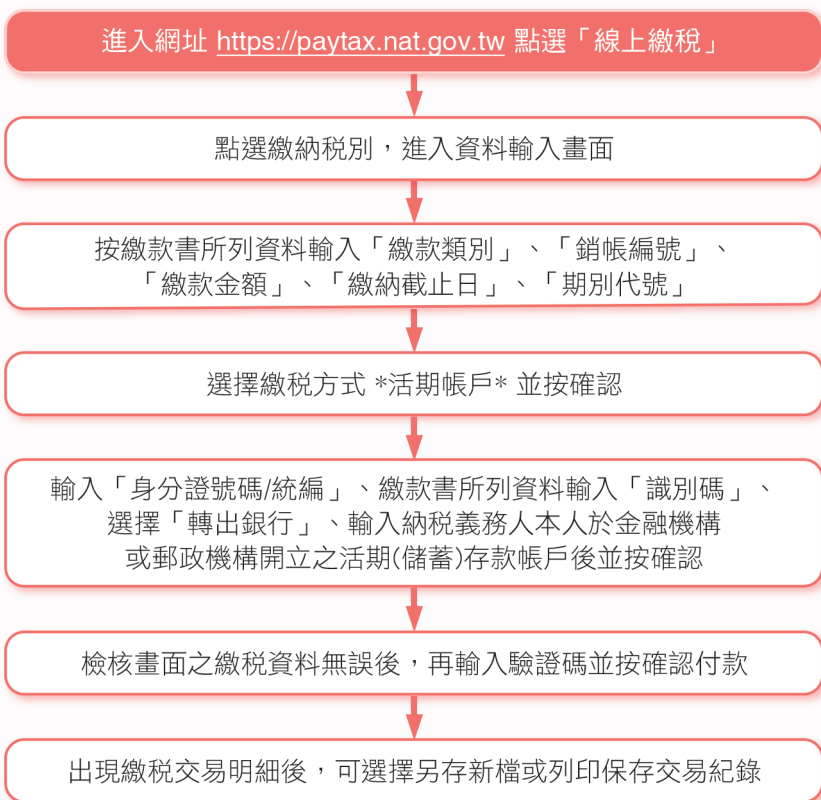 進入網址 https://paytax.nat.gov.tw 點選「線上繳稅」
點選繳納稅別，進入資料輸入畫面
按繳款書所列資料輸入「繳款類別」、「銷帳編號」、
「繳款金額」、「繳納截止日」、「期別代號」
選擇繳稅方式 *活期帳戶* 並按確認
輸入「身分證號碼/統編」、繳款書所列資料輸入「識別碼」、
選擇「轉出銀行」、輸入納稅義務人本人於金融機構
或郵政機構開立之活期(儲蓄)存款帳戶後並按確認
檢核畫面之繳稅資料無誤後，再輸入驗證碼並按確認付款
出現繳稅交易明細後，可選擇另存新檔或列印保存交易紀錄